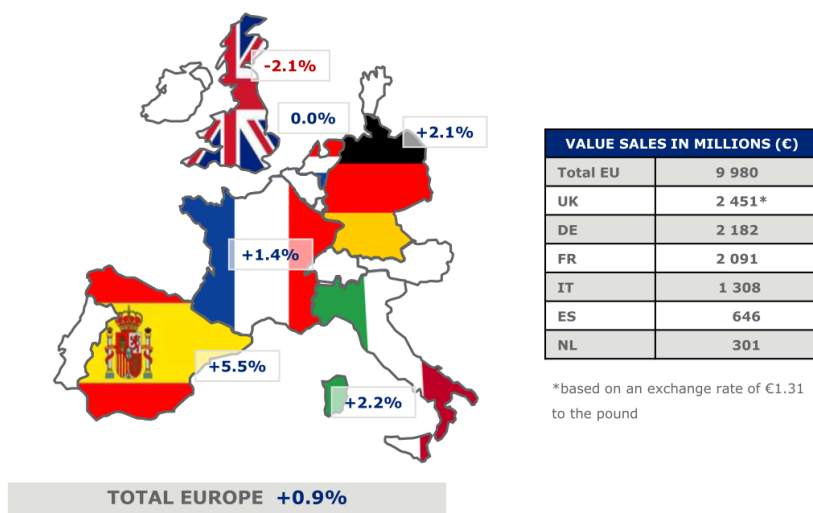 -2.1%
0.0%
+2.1%
+1.4%
+5.5%
+2.2%
TOTAL EUROPE +0.9%
VALUE SALES IN MILLIONS (€)
Total EU 9 980
UK 2 451*
DE 2 182
FR 2 091
IT 1 308
ES 646
NL 301
*based on an exchange rate of €1.31
to the pound